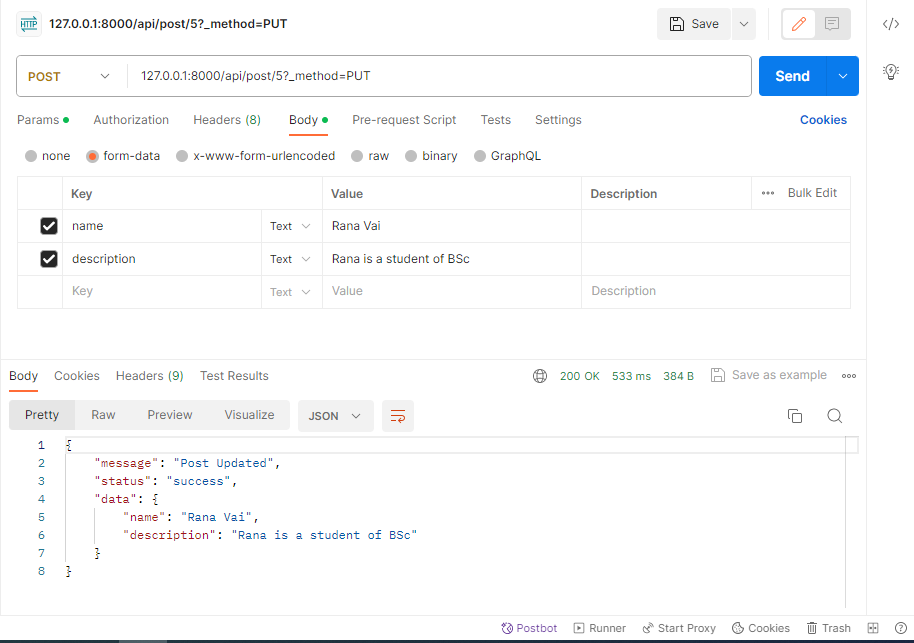 HTTP 127.0.0.1:8000/api/post/5?_method=PUT Save
POST 127.0.0.1:8000/api/post/5?_method=PUT Send
Params Authorization Headers (8) Body Pre-request Script Tests Settings Cookies
none form-data x-www-form-urlencoded raw binary GraphQL
Key Value Description ••• Bulk Edit
name Text Rana Vai
description Text Rana is a student of BSc
Key Text Value Description
Body Cookies Headers (9) Test Results 200 OK 533 ms 384 B Save as example
Pretty Raw Preview Visualize JSON
1 {
2 "message": "Post Updated",
3 "status": "success",
4 "data": {
5 "name": "Rana Vai",
6 "description": "Rana is a student of BSc"
7 }
8 }
Postbot Runner Start Proxy Cookies Trash